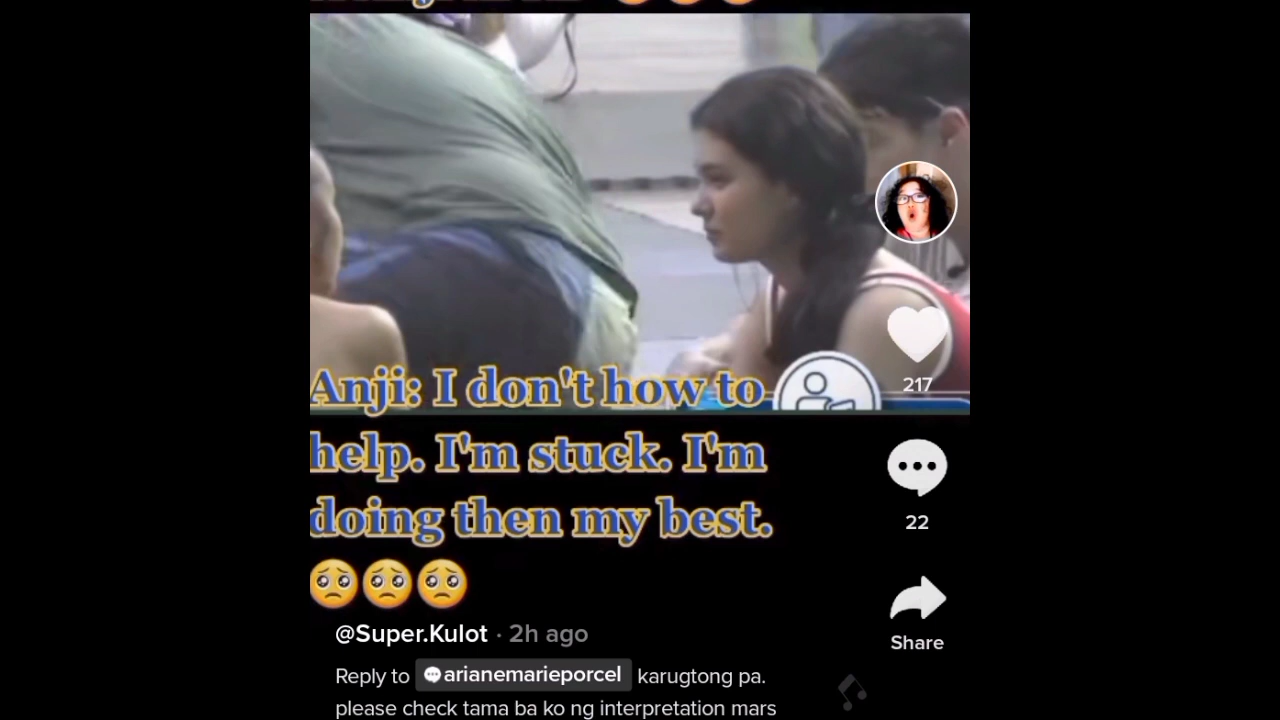 Anji: I don't how to
help. I'm stuck. I'm
doing then my best.
🥺🥺🥺
217
22
Share
@Super.Kulot · 2h ago
Reply to arianemarieporcel karugtong pa.
please check tama ba ko ng interpretation mars